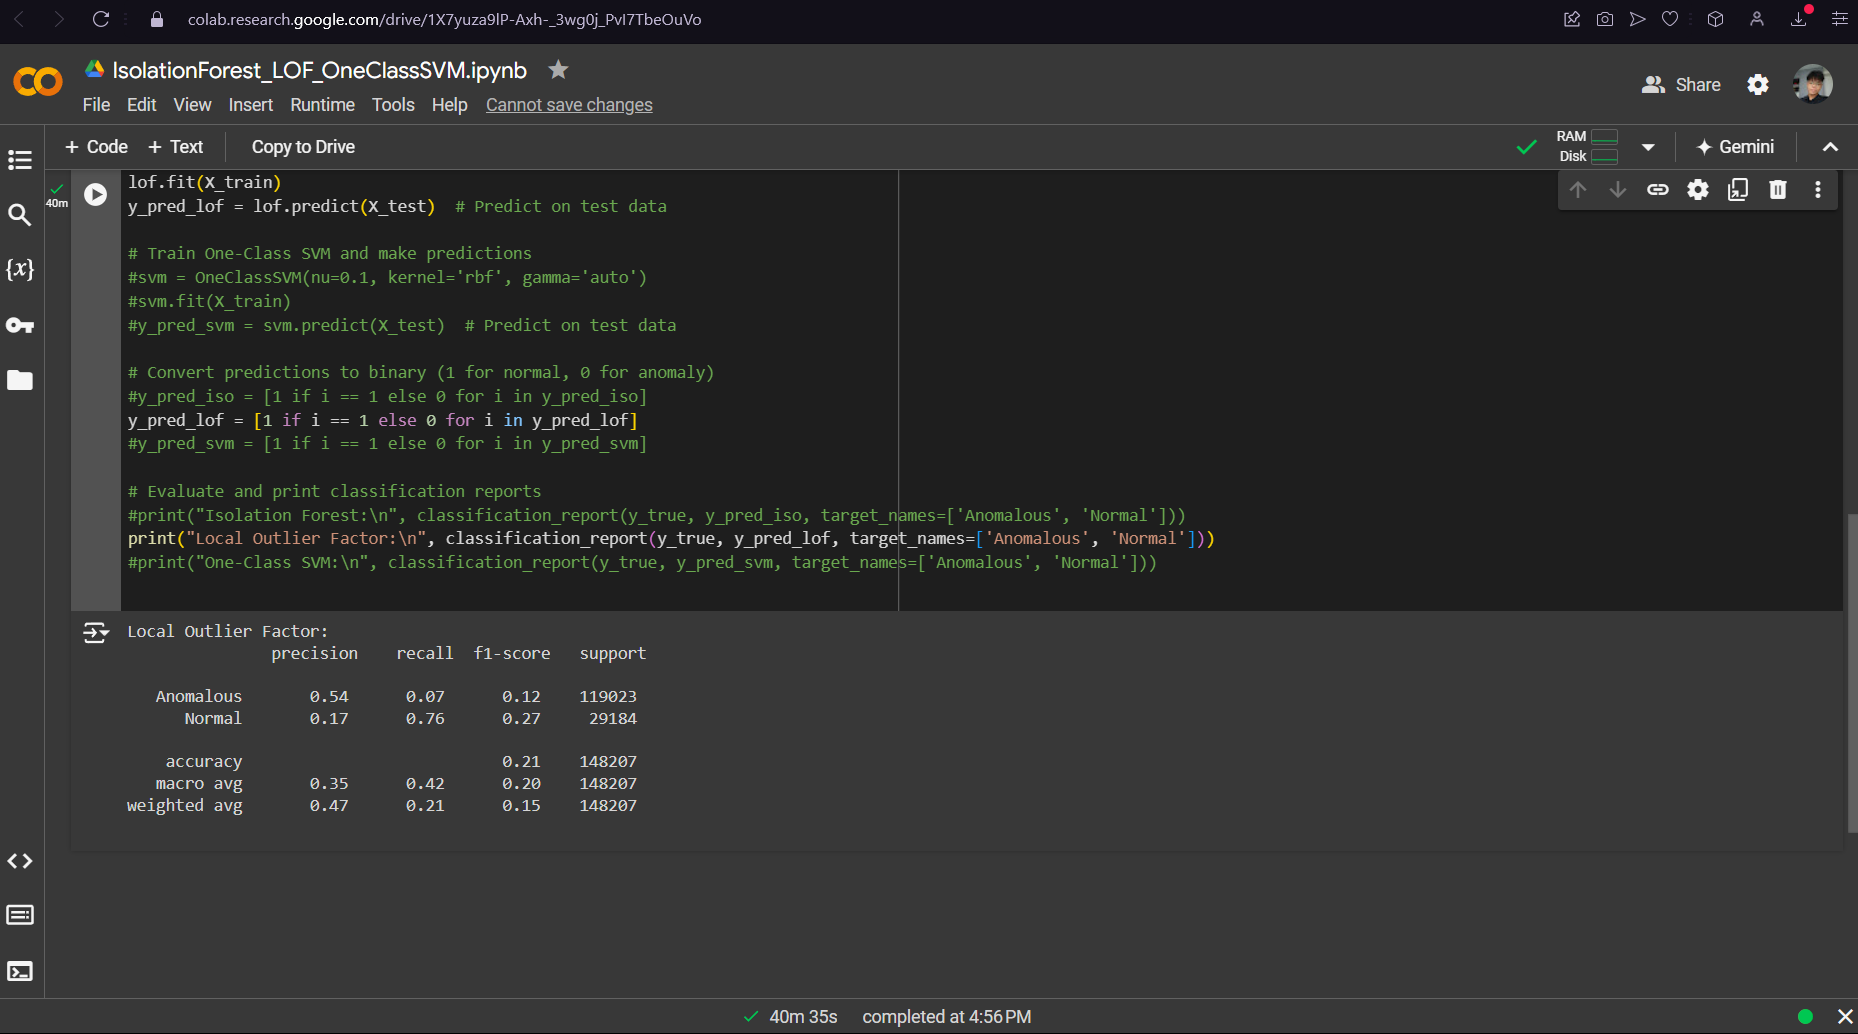 colab.research.google.com/drive/1X7yuza9lP-Axh-_3wg0j_PvI7TbeOuVo
IsolationForest_LOF_OneClassSVM.ipynb
Share
File Edit View Insert Runtime Tools Help Cannot save changes
+ Code + Text Copy to Drive
RAM
Disk
Gemini
40m
lof.fit(X_train)
y_pred_lof = lof.predict(X_test)  # Predict on test data
# Train One-Class SVM and make predictions
#svm = OneClassSVM(nu=0.1, kernel='rbf', gamma='auto')
#svm.fit(X_train)
#y_pred_svm = svm.predict(X_test)  # Predict on test data
# Convert predictions to binary (1 for normal, 0 for anomaly)
#y_pred_iso = [1 if i == 1 else 0 for i in y_pred_iso]
y_pred_lof = [1 if i == 1 else 0 for i in y_pred_lof]
#y_pred_svm = [1 if i == 1 else 0 for i in y_pred_svm]
# Evaluate and print classification reports
#print("Isolation Forest:\n", classification_report(y_true, y_pred_iso, target_names=['Anomalous', 'Normal']))
print("Local Outlier Factor:\n", classification_report(y_true, y_pred_lof, target_names=['Anomalous', 'Normal']))
#print("One-Class SVM:\n", classification_report(y_true, y_pred_svm, target_names=['Anomalous', 'Normal']))
{x}
Local Outlier Factor:
precision recall f1-score support
Anomalous 0.54 0.07 0.12 119023
Normal 0.17 0.76 0.27 29184
accuracy 0.21 148207
macro avg 0.35 0.42 0.20 148207
weighted avg 0.47 0.21 0.15 148207
40m 35s completed at 4:56 PM